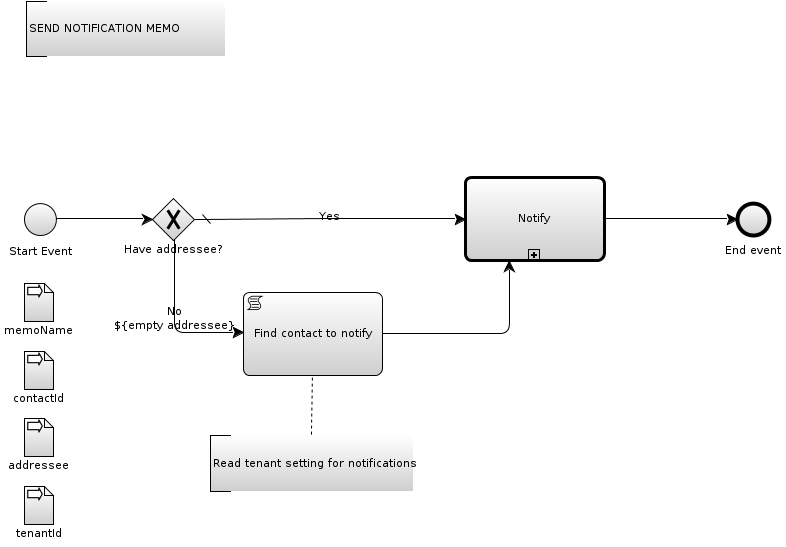 SEND NOTIFICATION MEMO
Yes
Notify
Start Event
Have addressee?
End event
No
${empty addressee}
Find contact to notify
memoName
contactId
addressee
Read tenant setting for notifications
tenantId